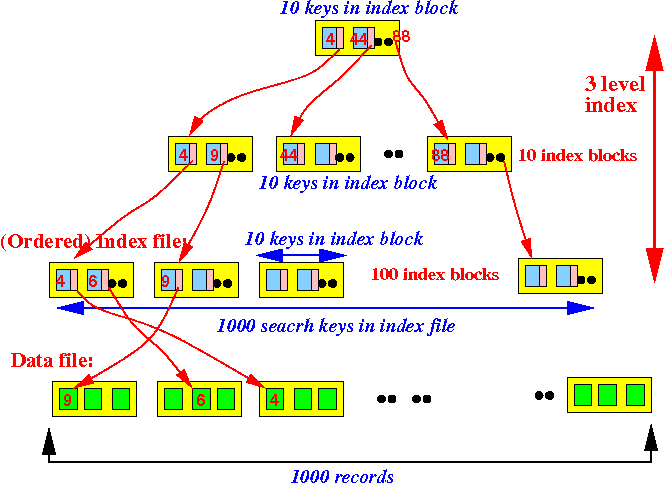 10 keys in index block
4 44 88
3 level
index
4 9 44 88 10 index blocks
10 keys in index block
(Ordered) Index file:
10 keys in index block
4 6 9 100 index blocks
1000 seacrh keys in index file
Data file:
9 6 4
1000 records